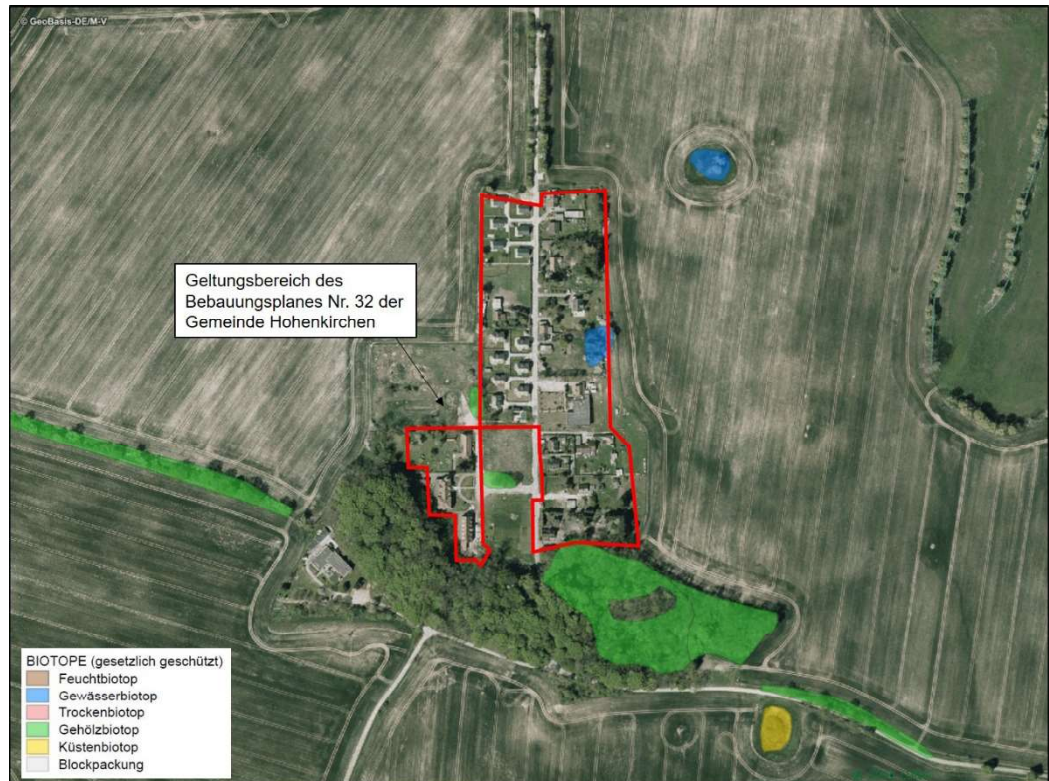 © GeoBasis-DE/M-V
Geltungsbereich des
Bebauungsplanes Nr. 32 der
Gemeinde Hohenkirchen
BIOTOPE (gesetzlich geschützt)
Feuchtbiotop
Gewässerbiotop
Trockenbiotop
Gehölzbiotop
Küstenbiotop
Blockpackung